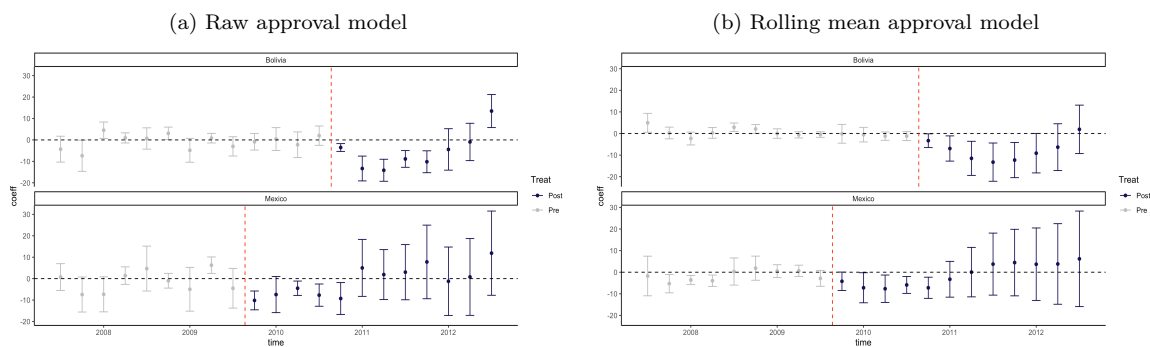 (a) Raw approval model
Bolivia
30
20
10
0
-10
-20
Mexico
30
20
10
0
-10
-20
coeff
2008
2009
2010
2011
2012
time
Treat
Post
Pre
(b) Rolling mean approval model
Bolivia
30
20
10
0
-10
-20
Mexico
30
20
10
0
-10
-20
coeff
2008
2009
2010
2011
2012
time
Treat
Post
Pre